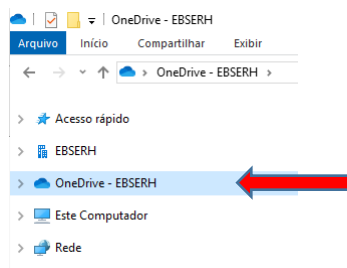 OneDrive - EBSERH
Arquivo Início Compartilhar Exibir
OneDrive - EBSERH
Acesso rápido
EBSERH
OneDrive - EBSERH
Este Computador
Rede